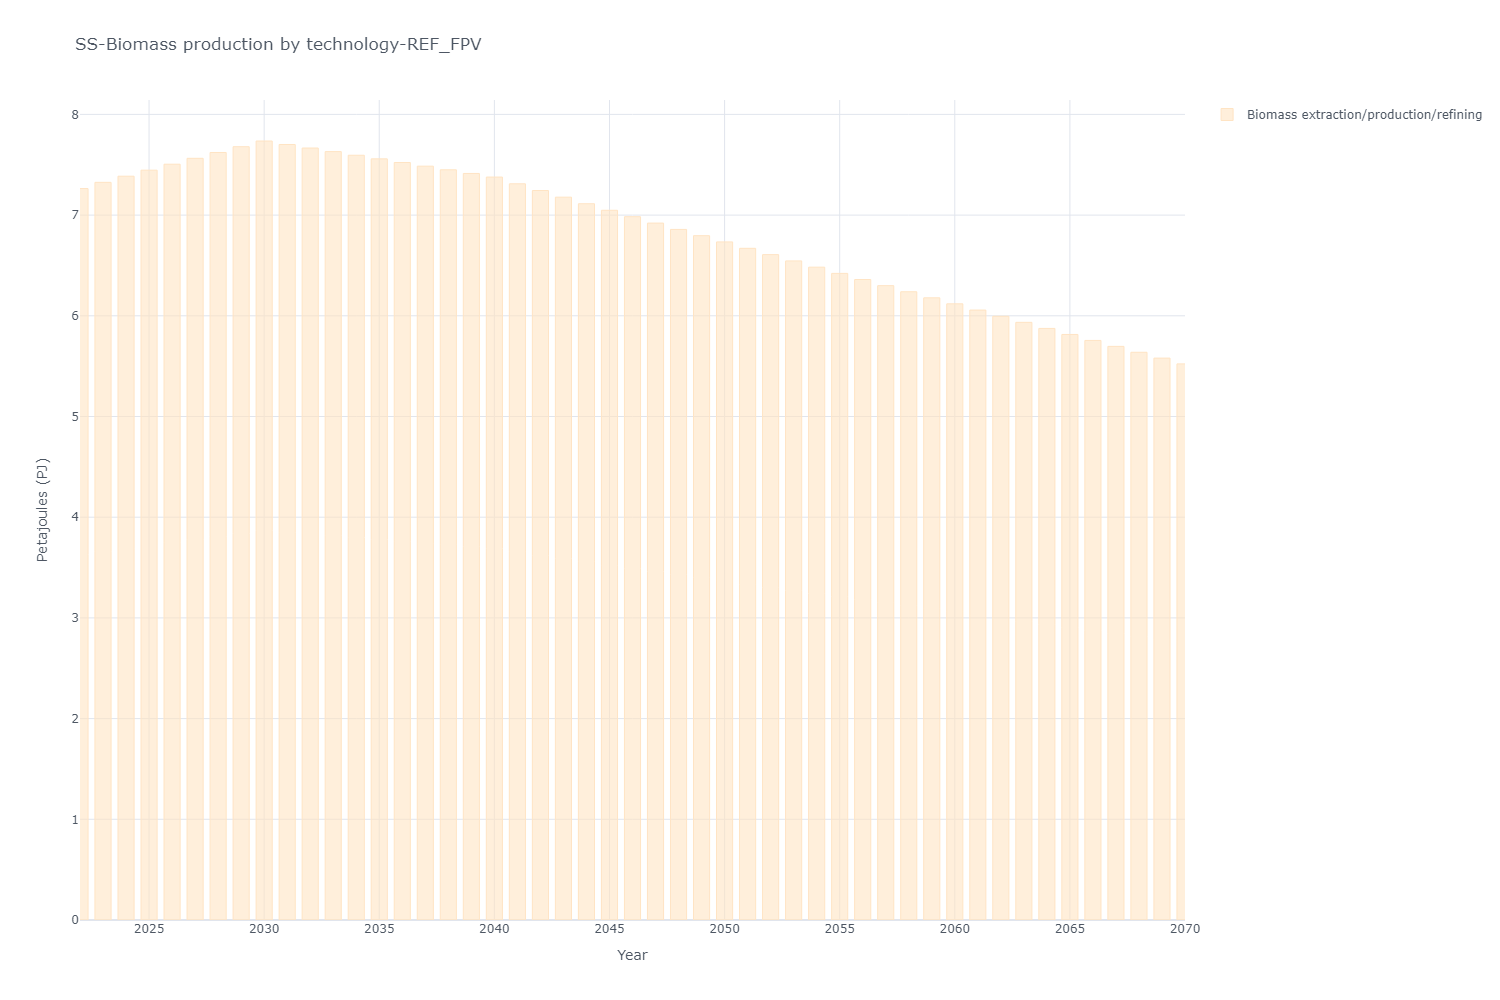 SS-Biomass production by technology-REF_FPV
Biomass extraction/production/refining
8
7
6
5
4
3
2
1
0
Petajoules (PJ)
2025 2030 2035 2040 2045 2050 2055 2060 2065 2070
Year